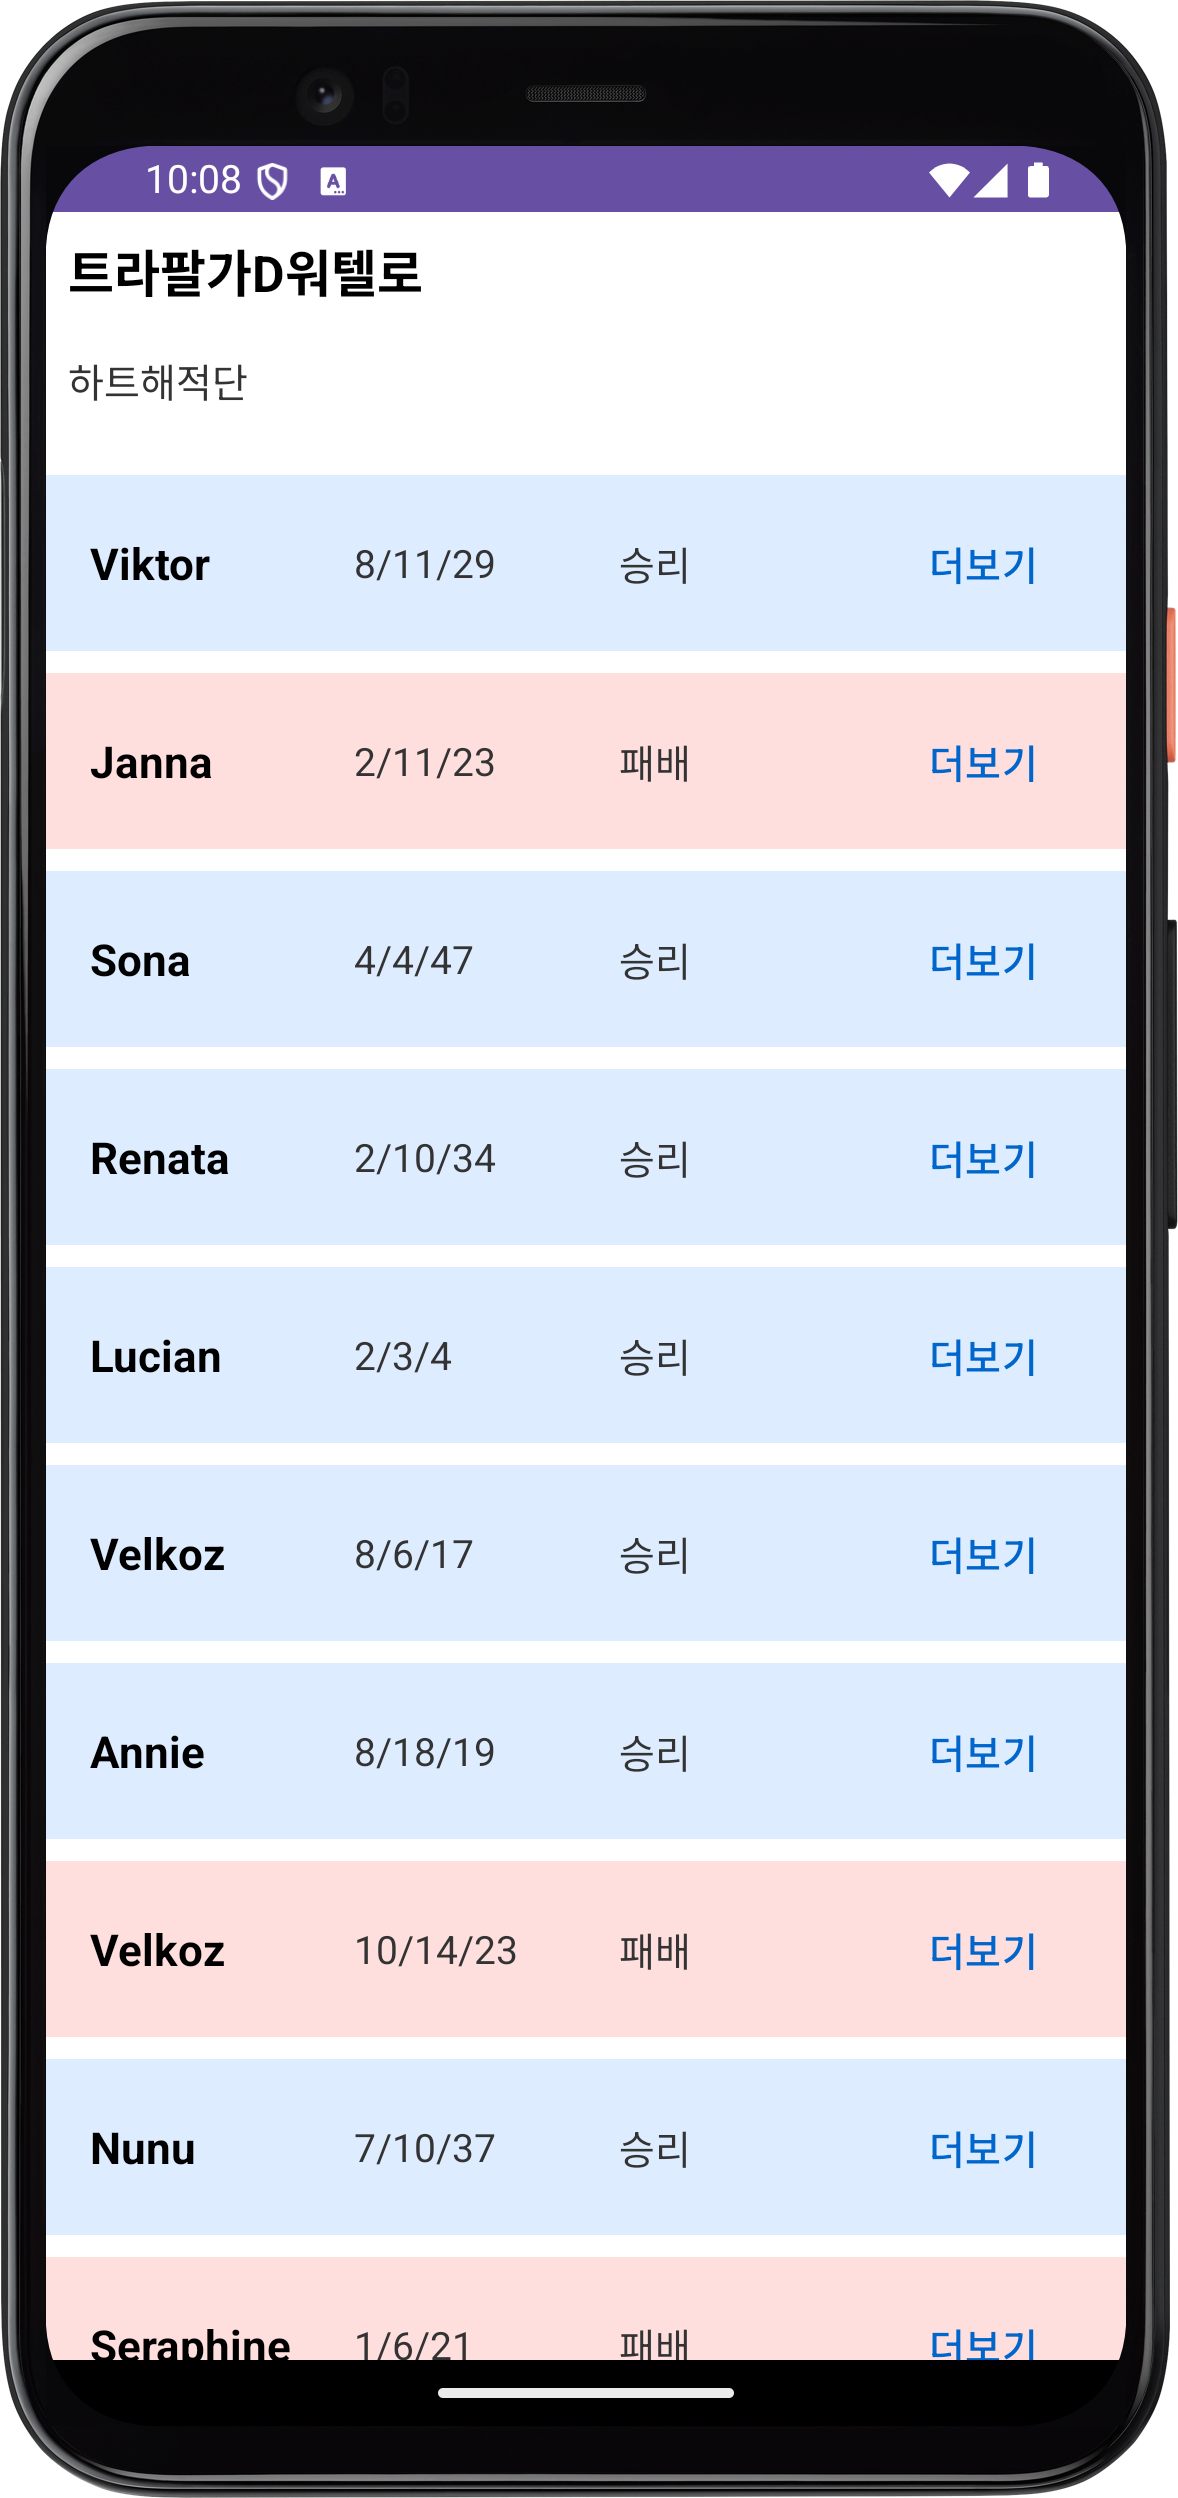 10:08
트라팔가D워텔로
하트해적단
Viktor 8/11/29 승리 더보기
Janna 2/11/23 패배 더보기
Sona 4/4/47 승리 더보기
Renata 2/10/34 승리 더보기
Lucian 2/3/4 승리 더보기
Velkoz 8/6/17 승리 더보기
Annie 8/18/19 승리 더보기
Velkoz 10/14/23 패배 더보기
Nunu 7/10/37 승리 더보기
Seraphine 1/6/21 패배 더보기